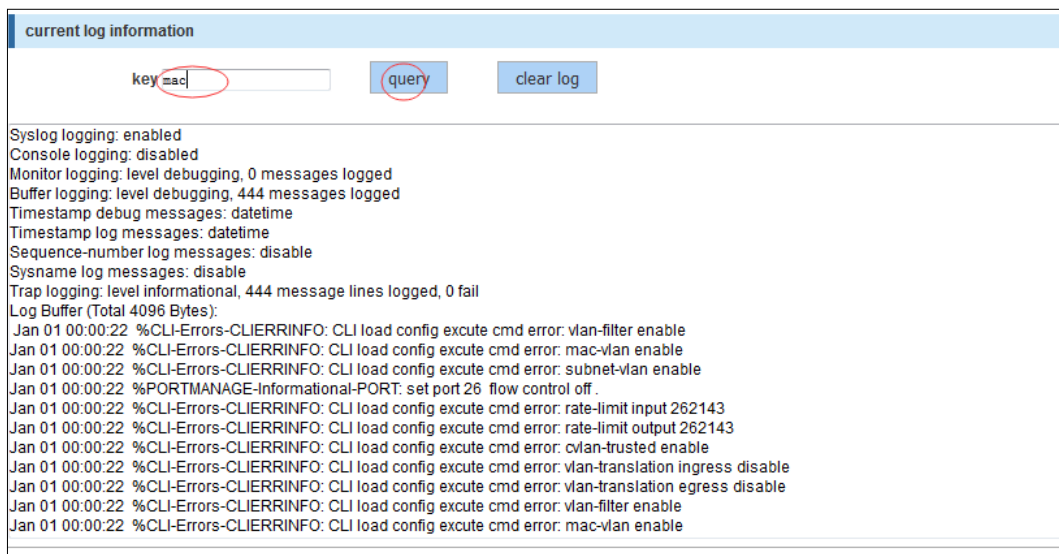 current log information
key mac query clear log
Syslog logging: enabled
Console logging: disabled
Monitor logging: level debugging, 0 messages logged
Buffer logging: level debugging, 444 messages logged
Timestamp debug messages: datetime
Timestamp log messages: datetime
Sequence-number log messages: disable
Sysname log messages: disable
Trap logging: level informational, 444 message lines logged, 0 fail
Log Buffer (Total 4096 Bytes):
Jan 01 00:00:22 %CLI-Errors-CLIERRINFO: CLI load config excute cmd error: vlan-filter enable
Jan 01 00:00:22 %CLI-Errors-CLIERRINFO: CLI load config excute cmd error: mac-vlan enable
Jan 01 00:00:22 %CLI-Errors-CLIERRINFO: CLI load config excute cmd error: subnet-vlan enable
Jan 01 00:00:22 %PORTMANAGE-Informational-PORT: set port 26 flow control off .
Jan 01 00:00:22 %CLI-Errors-CLIERRINFO: CLI load config excute cmd error: rate-limit input 262143
Jan 01 00:00:22 %CLI-Errors-CLIERRINFO: CLI load config excute cmd error: rate-limit output 262143
Jan 01 00:00:22 %CLI-Errors-CLIERRINFO: CLI load config excute cmd error: cvlan-trusted enable
Jan 01 00:00:22 %CLI-Errors-CLIERRINFO: CLI load config excute cmd error: vlan-translation ingress disable
Jan 01 00:00:22 %CLI-Errors-CLIERRINFO: CLI load config excute cmd error: vlan-translation egress disable
Jan 01 00:00:22 %CLI-Errors-CLIERRINFO: CLI load config excute cmd error: vlan-filter enable
Jan 01 00:00:22 %CLI-Errors-CLIERRINFO: CLI load config excute cmd error: mac-vlan enable